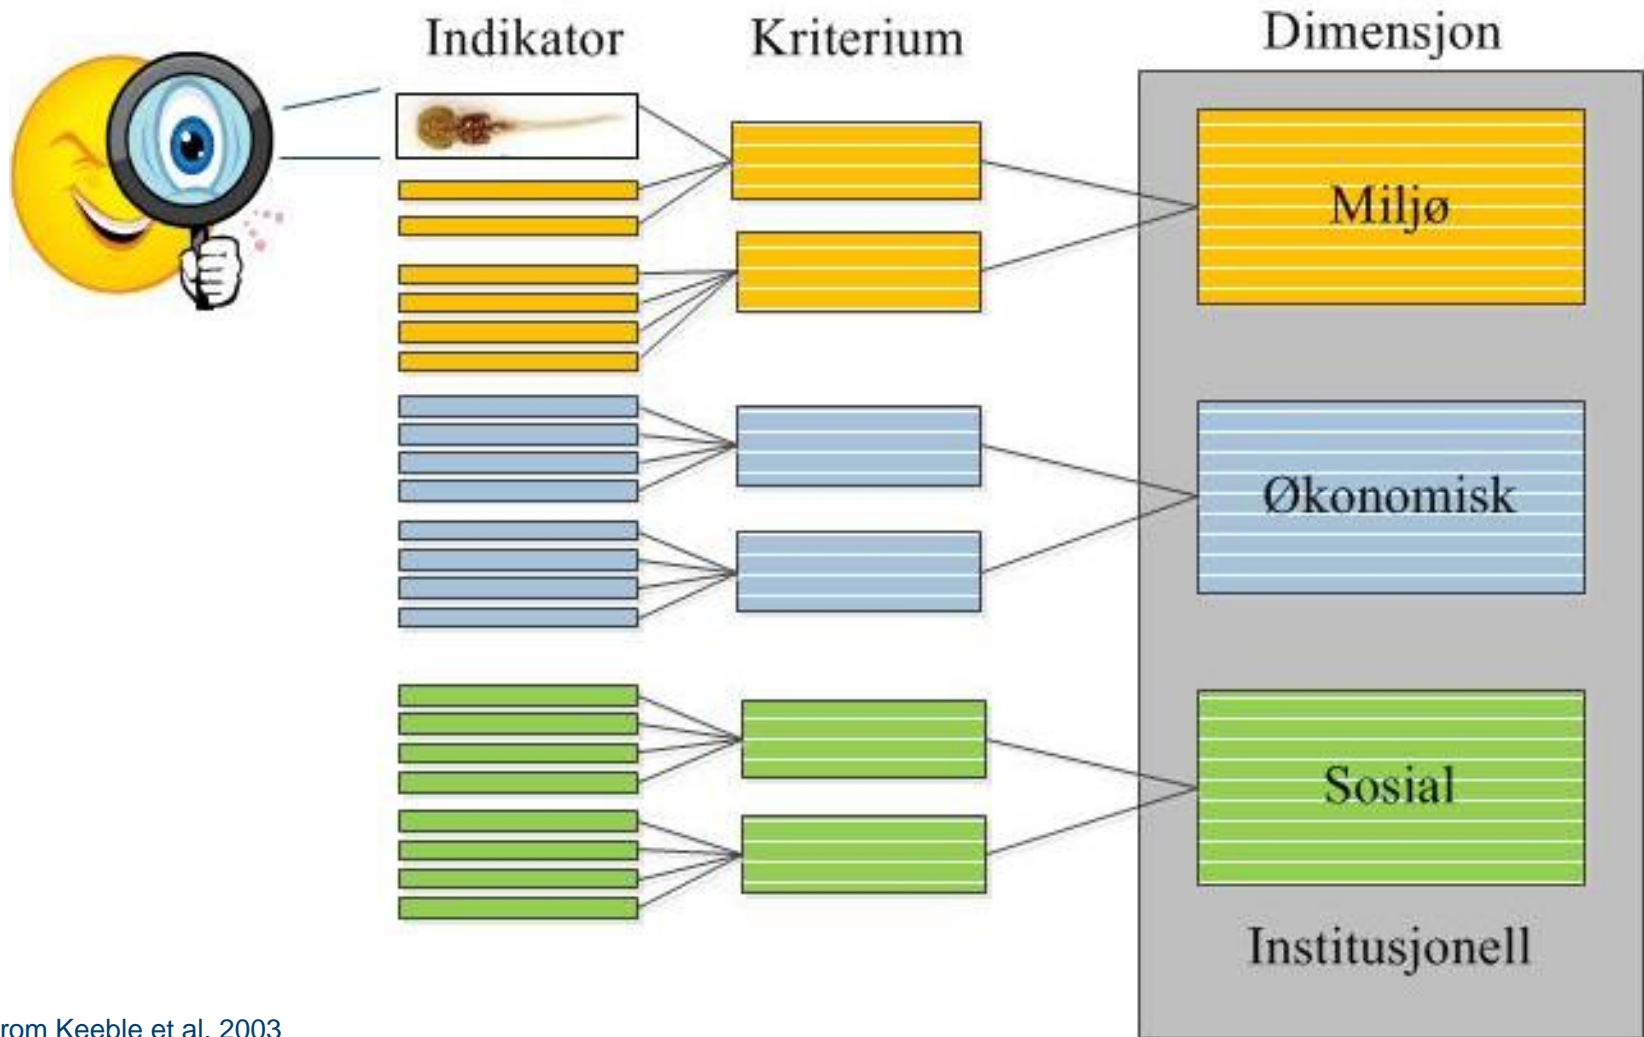 Indikator
Kriterium
Dimensjon
Miljø
Økonomisk
Sosial
Institusjonell
rom Keeble et al. 2003